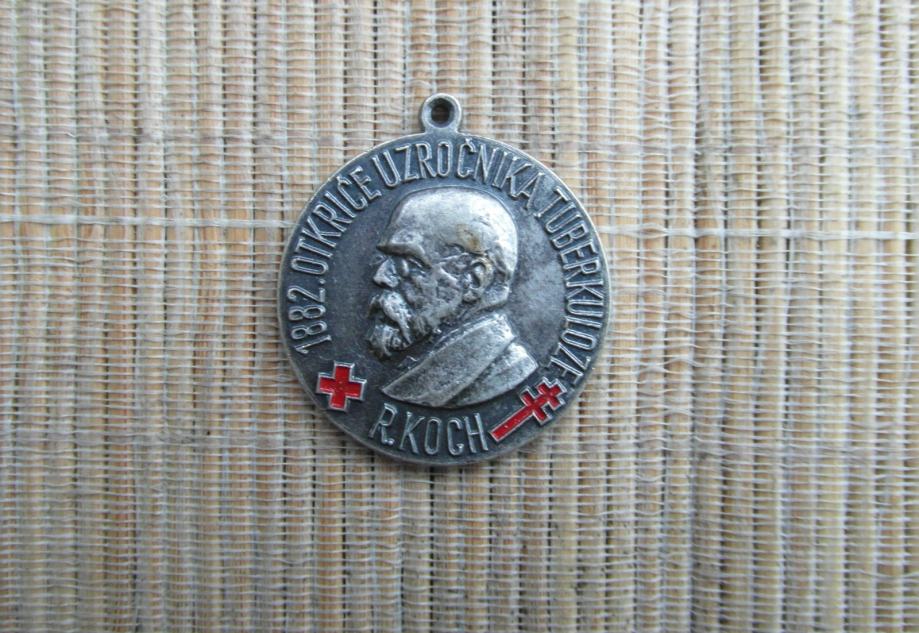 1882. OTKRIĆE UZROČNIKA TUBERKULOZE
R. KOCH